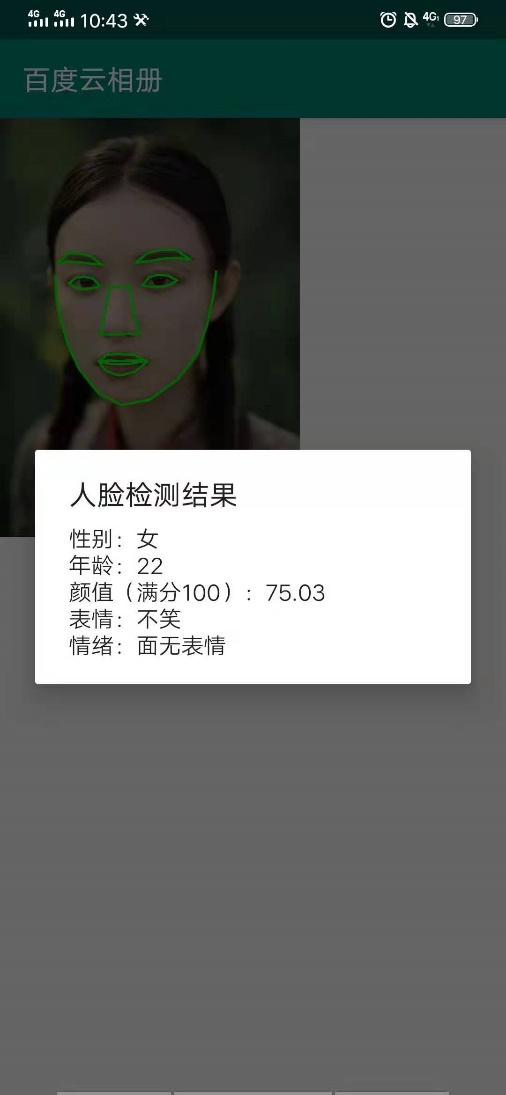 4G 4G 10:43 4G 97
百度云相册
人脸检测结果
性别：女
年龄：22
颜值（满分100）：75.03
表情：不笑
情绪：面无表情